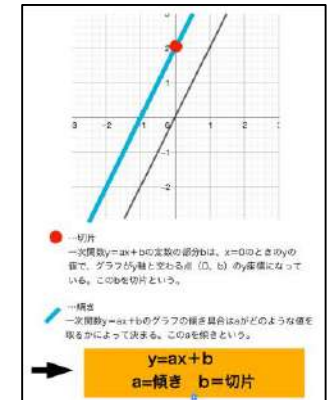 3
2
3 -2 -1 0 1 2 3
-1
-2
…切片
一次関数y=ax+bの定数の部分bは、x=0のときのyの
値で、グラフがy軸と交わる点（0、b）のy座標になって
いる。このbを切片という。
…傾き
一次関数y=ax+bのグラフの傾き具合はaがどのような値を
取るかによって決まる。このaを傾きという。
y=ax+b
a=傾き b=切片